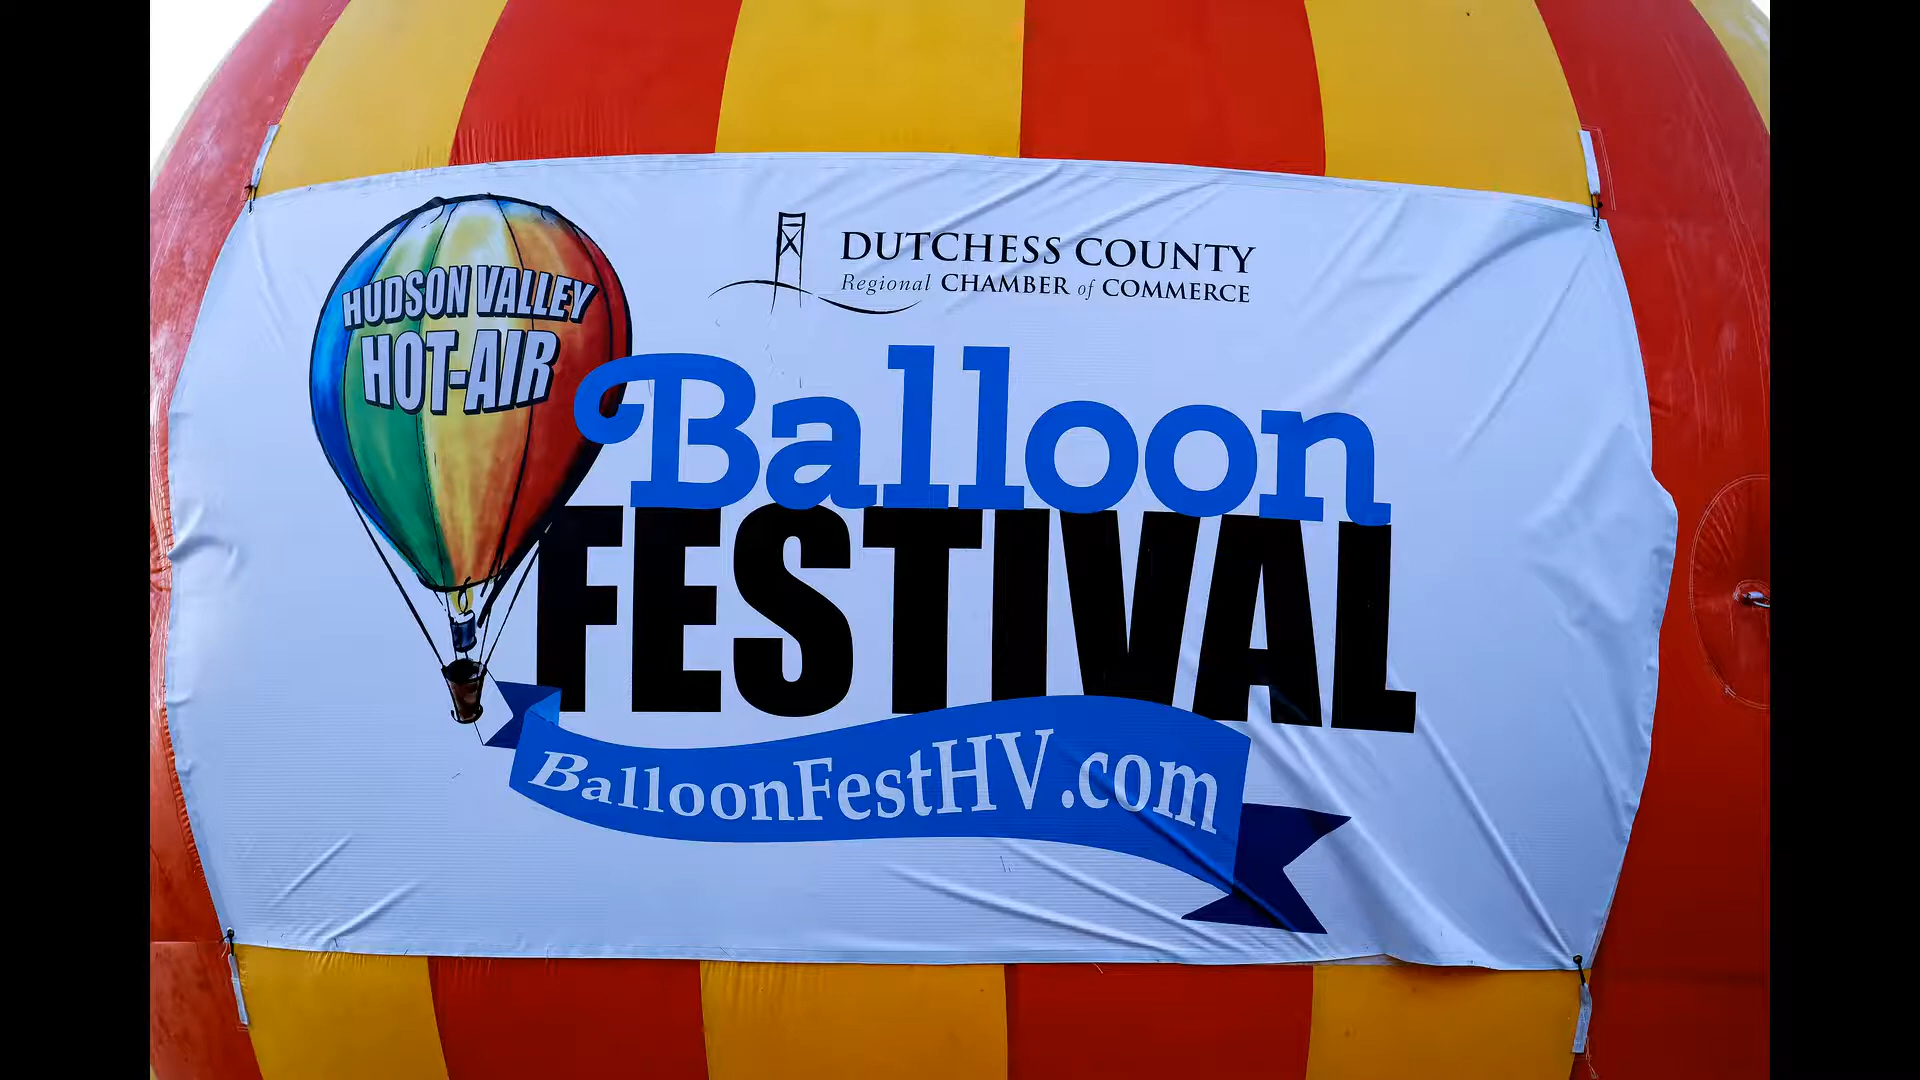 DUTCHESS COUNTY
Regional CHAMBER of COMMERCE
HUDSON VALLEY
HOT-AIR
Balloon
FESTIVAL
BalloonFestHV.com